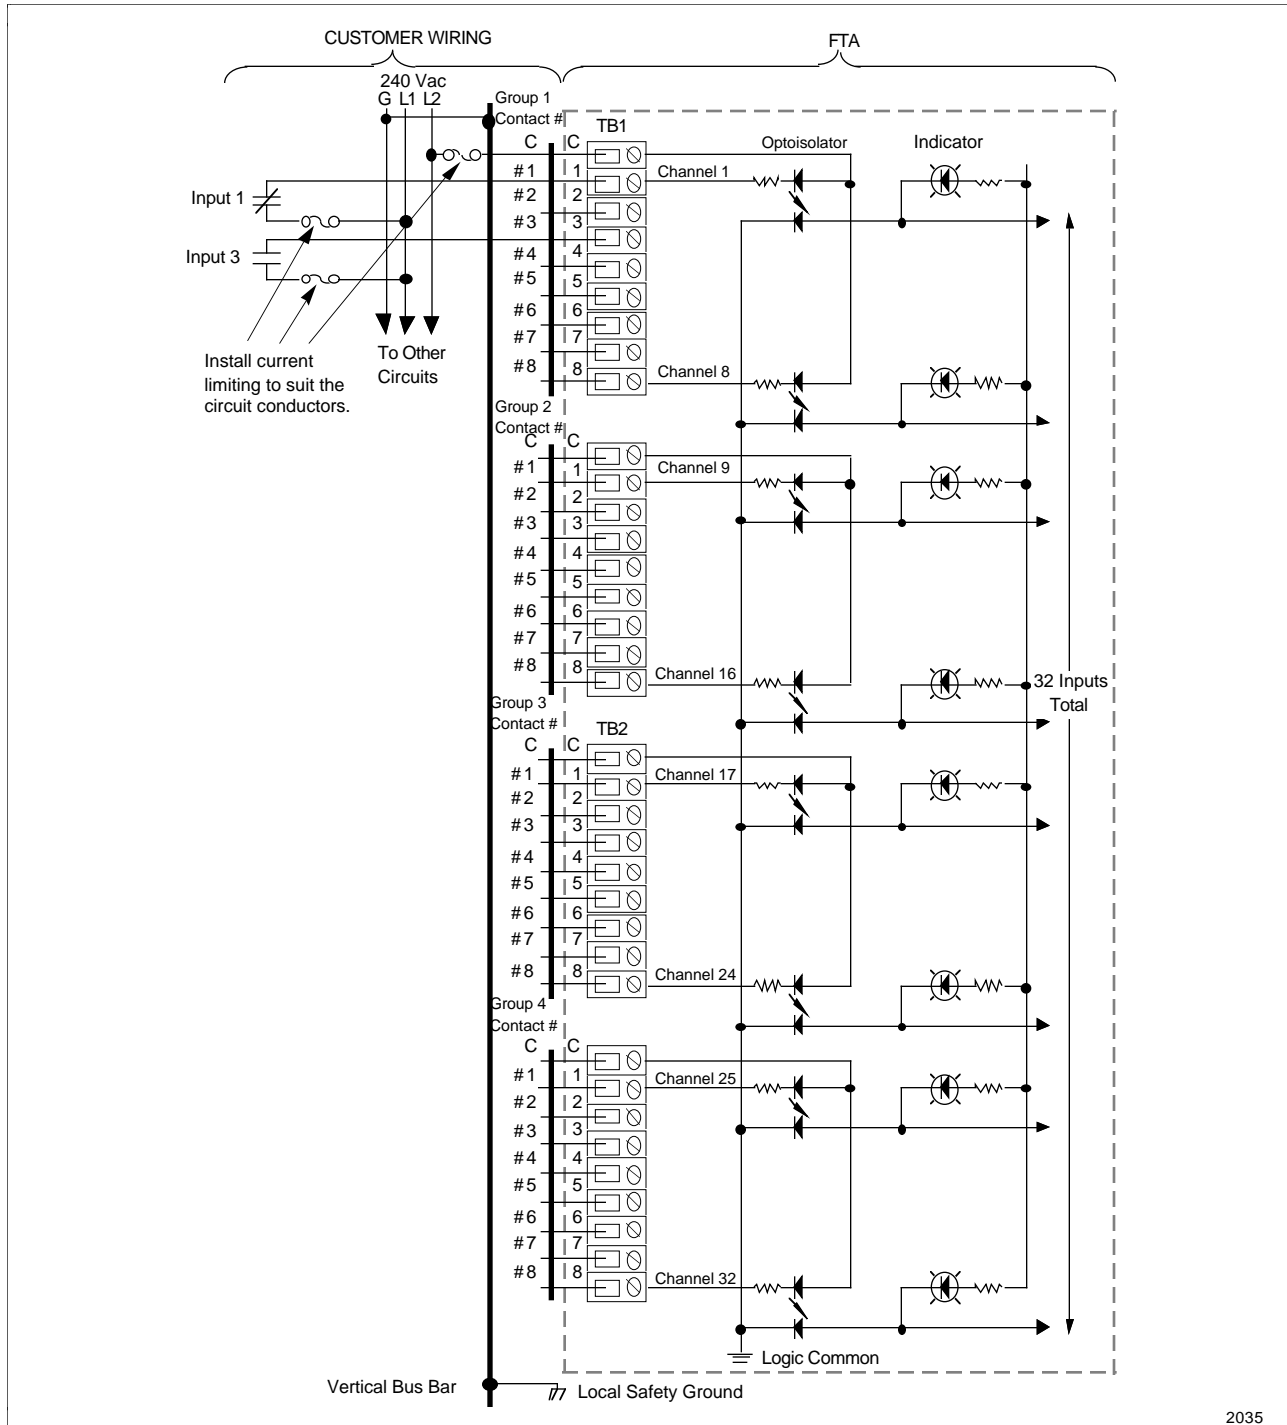 CUSTOMER WIRING
FTA
240 Vac
G L1 L2
Group 1
Contact #
TB1
Optoisolator
Indicator
C C
#1 1 Channel 1
Input 1
#2 2
#3 3
Input 3
#4 4
#5 5
#6 6
#7 7
#8 8 Channel 8
To Other
Circuits
Install current
limiting to suit the
circuit conductors.
Group 2
Contact #
C C
#1 1 Channel 9
#2 2
#3 3
#4 4
#5 5
#6 6
#7 7
#8 8 Channel 16
32 Inputs
Total
Group 3
Contact #
TB2
C C
#1 1 Channel 17
#2 2
#3 3
#4 4
#5 5
#6 6
#7 7
#8 8 Channel 24
Group 4
Contact #
C C
#1 1 Channel 25
#2 2
#3 3
#4 4
#5 5
#6 6
#7 7
#8 8 Channel 32
Logic Common
Vertical Bus Bar
Local Safety Ground
2035